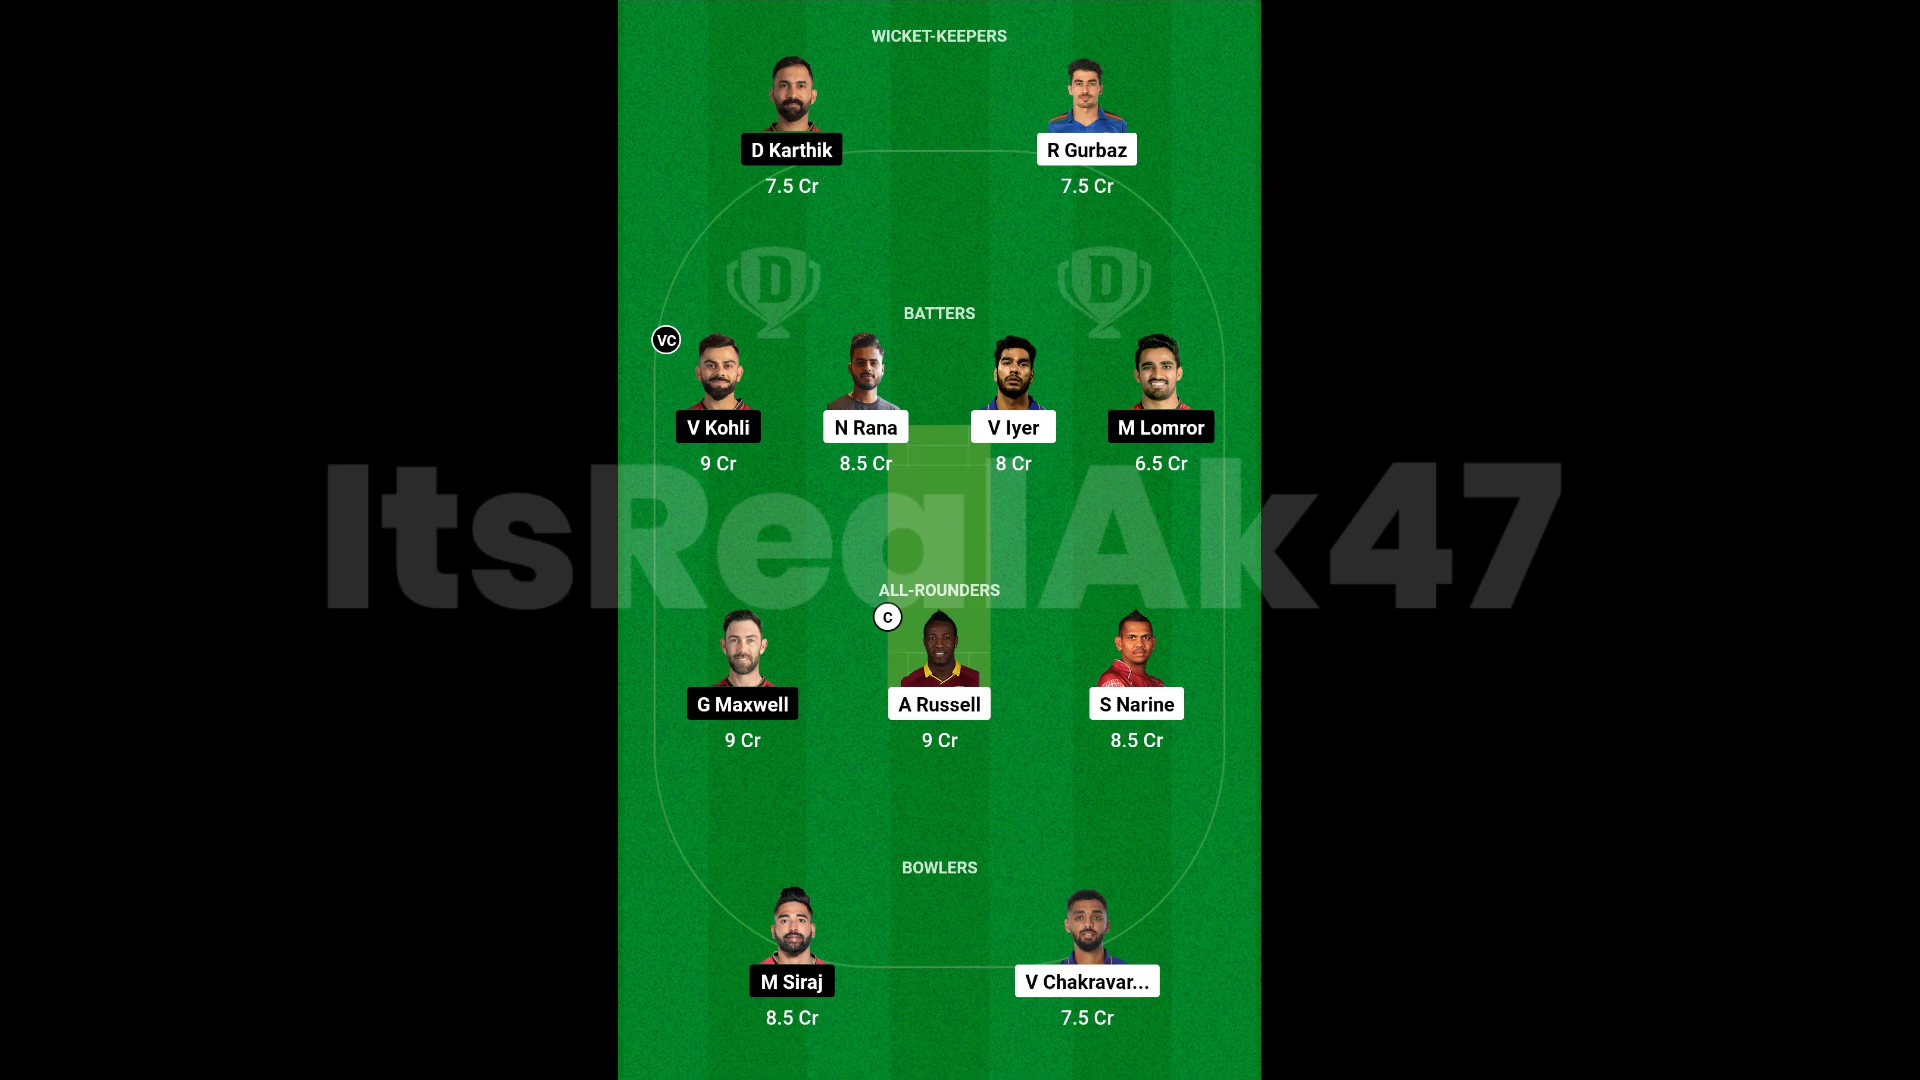 WICKET-KEEPERS
D Karthik
R Gurbaz
7.5 Cr
7.5 Cr
D
D
BATTERS
VC
V Kohli
N Rana
V Iyer
M Lomror
9 Cr
8.5 Cr
8 Cr
6.5 Cr
ItsRealAk47
ALL-ROUNDERS
C
G Maxwell
A Russell
S Narine
9 Cr
9 Cr
8.5 Cr
BOWLERS
M Siraj
V Chakravar...
8.5 Cr
7.5 Cr